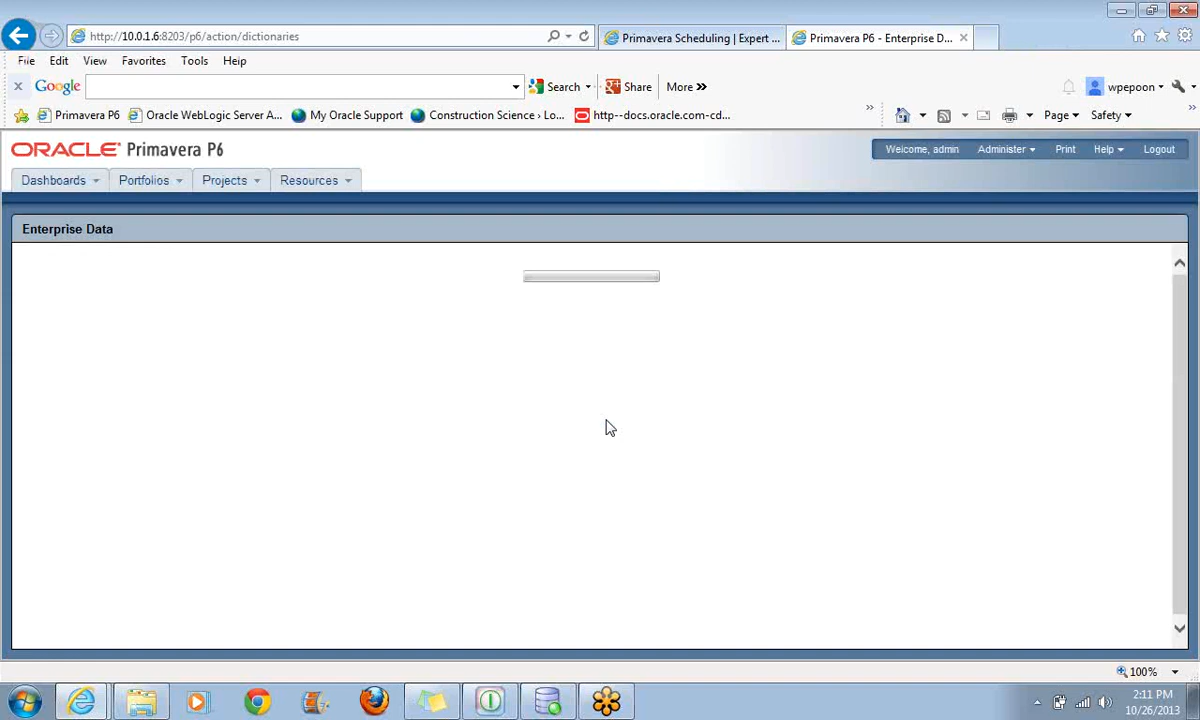 http://10.0.1.6:8203/p6/action/dictionaries
Primavera Scheduling | Expert ...
Primavera P6 - Enterprise D...
File Edit View Favorites Tools Help
Google
Search Share More »
wpepoon
Primavera P6 Oracle WebLogic Server A... My Oracle Support Construction Science › Lo... http--docs.oracle.com-cd... » Page Safety »
ORACLE Primavera P6
Welcome, admin Administer Print Help Logout
Dashboards Portfolios Projects Resources
Enterprise Data
100%
2:11 PM
10/26/2013